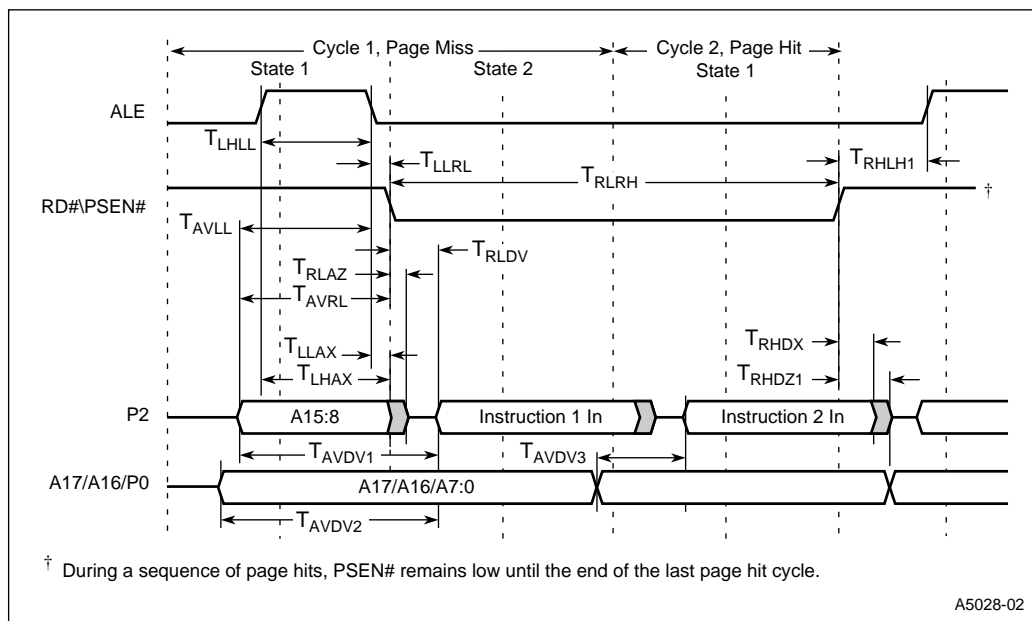 Cycle 1, Page Miss
Cycle 2, Page Hit
State 1
State 2
State 1
ALE
TLHLL
TLLRL
TRLRH
TRHLH1
RD#\PSEN#
†
TAVLL
TRLDV
TRLAZ
TAVRL
TLLAX
TRHDX
TLHAX
TRHDZ1
P2
A15:8
Instruction 1 In
Instruction 2 In
TAVDV1
TAVDV3
A17/A16/P0
A17/A16/A7:0
TAVDV2
† During a sequence of page hits, PSEN# remains low until the end of the last page hit cycle.
A5028-02